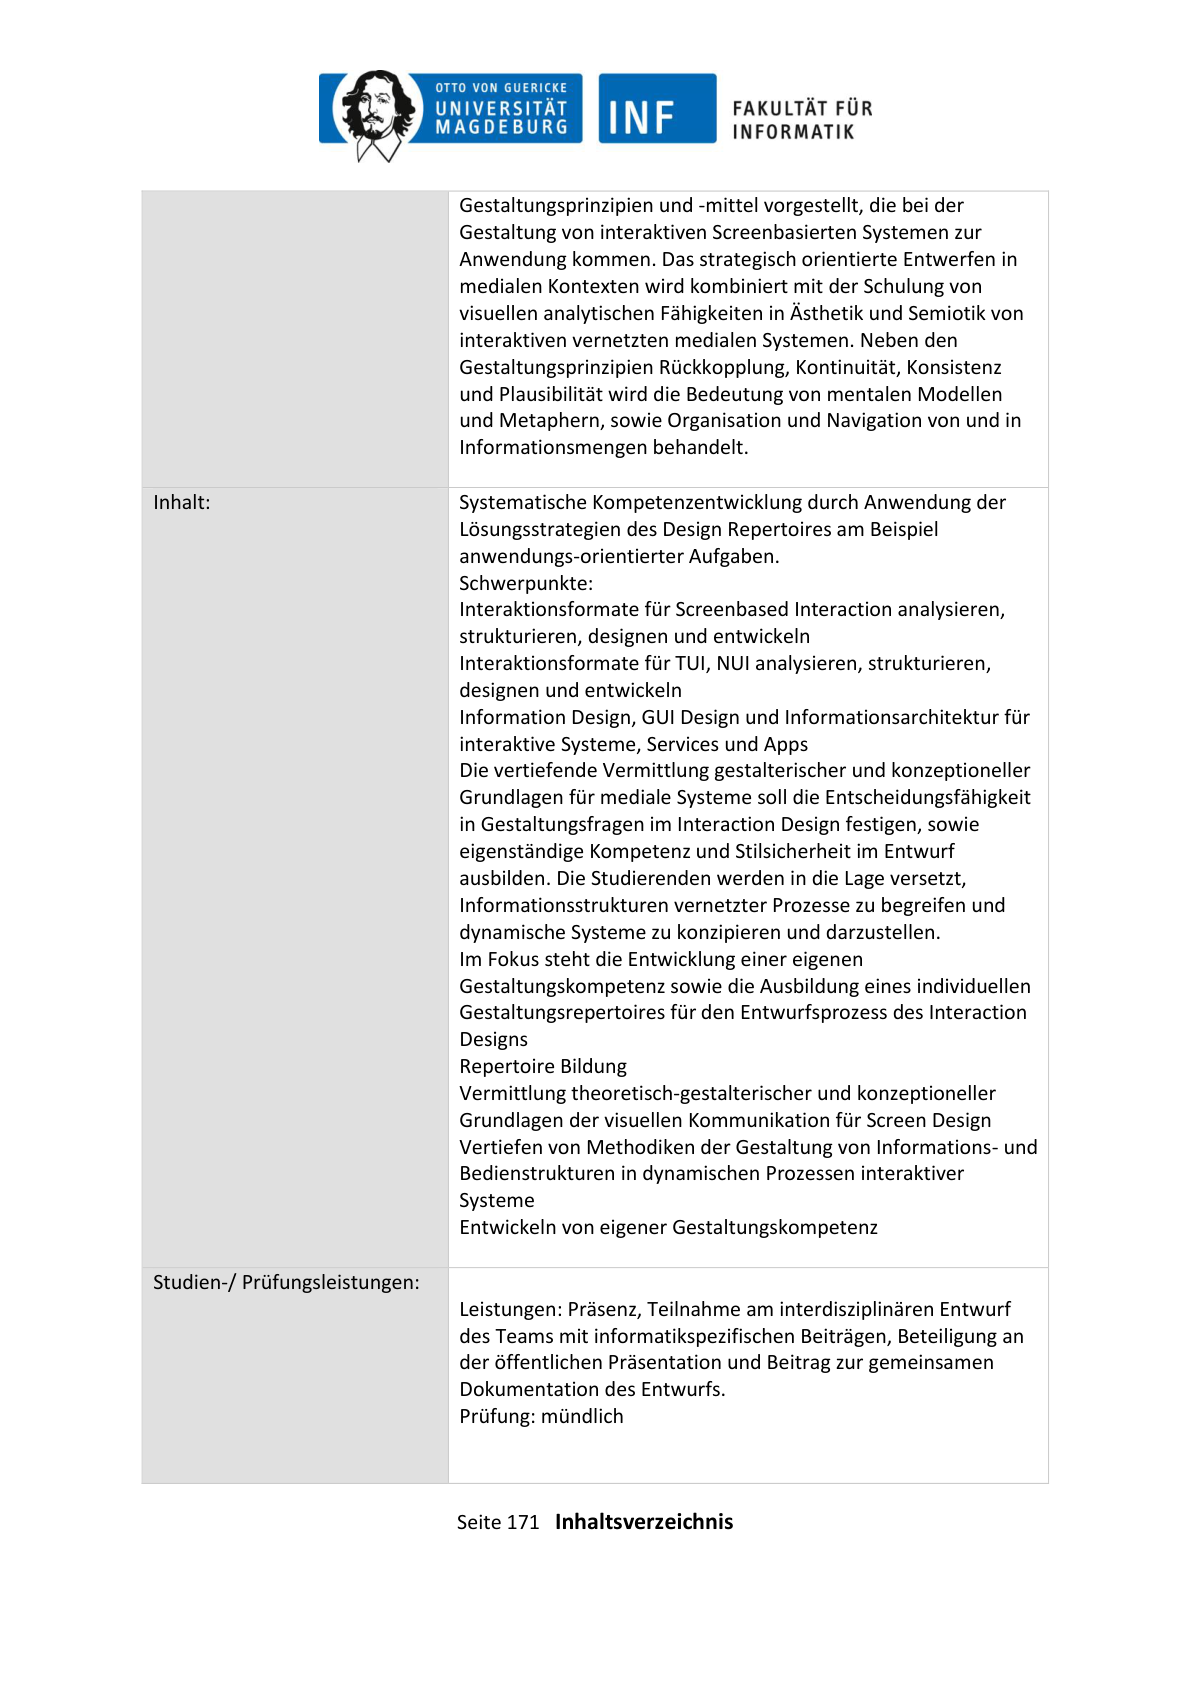 OTTO VON GUERICKE
UNIVERSITÄT
MAGDEBURG
INF
FAKULTÄT FÜR
INFORMATIK
Gestaltungsprinzipien und -mittel vorgestellt, die bei der
Gestaltung von interaktiven Screenbasierten Systemen zur
Anwendung kommen. Das strategisch orientierte Entwerfen in
medialen Kontexten wird kombiniert mit der Schulung von
visuellen analytischen Fähigkeiten in Ästhetik und Semiotik von
interaktiven vernetzten medialen Systemen. Neben den
Gestaltungsprinzipien Rückkopplung, Kontinuität, Konsistenz
und Plausibilität wird die Bedeutung von mentalen Modellen
und Metaphern, sowie Organisation und Navigation von und in
Informationsmengen behandelt.
Inhalt:
Systematische Kompetenzentwicklung durch Anwendung der
Lösungsstrategien des Design Repertoires am Beispiel
anwendungs-orientierter Aufgaben.
Schwerpunkte:
Interaktionsformate für Screenbased Interaction analysieren,
strukturieren, designen und entwickeln
Interaktionsformate für TUI, NUI analysieren, strukturieren,
designen und entwickeln
Information Design, GUI Design und Informationsarchitektur für
interaktive Systeme, Services und Apps
Die vertiefende Vermittlung gestalterischer und konzeptioneller
Grundlagen für mediale Systeme soll die Entscheidungsfähigkeit
in Gestaltungsfragen im Interaction Design festigen, sowie
eigenständige Kompetenz und Stilsicherheit im Entwurf
ausbilden. Die Studierenden werden in die Lage versetzt,
Informationsstrukturen vernetzter Prozesse zu begreifen und
dynamische Systeme zu konzipieren und darzustellen.
Im Fokus steht die Entwicklung einer eigenen
Gestaltungskompetenz sowie die Ausbildung eines individuellen
Gestaltungsrepertoires für den Entwurfsprozess des Interaction
Designs
Repertoire Bildung
Vermittlung theoretisch-gestalterischer und konzeptioneller
Grundlagen der visuellen Kommunikation für Screen Design
Vertiefen von Methodiken der Gestaltung von Informations- und
Bedienstrukturen in dynamischen Prozessen interaktiver
Systeme
Entwickeln von eigener Gestaltungskompetenz
Studien-/ Prüfungsleistungen:
Leistungen: Präsenz, Teilnahme am interdisziplinären Entwurf
des Teams mit informatikspezifischen Beiträgen, Beteiligung an
der öffentlichen Präsentation und Beitrag zur gemeinsamen
Dokumentation des Entwurfs.
Prüfung: mündlich
Seite 171 Inhaltsverzeichnis